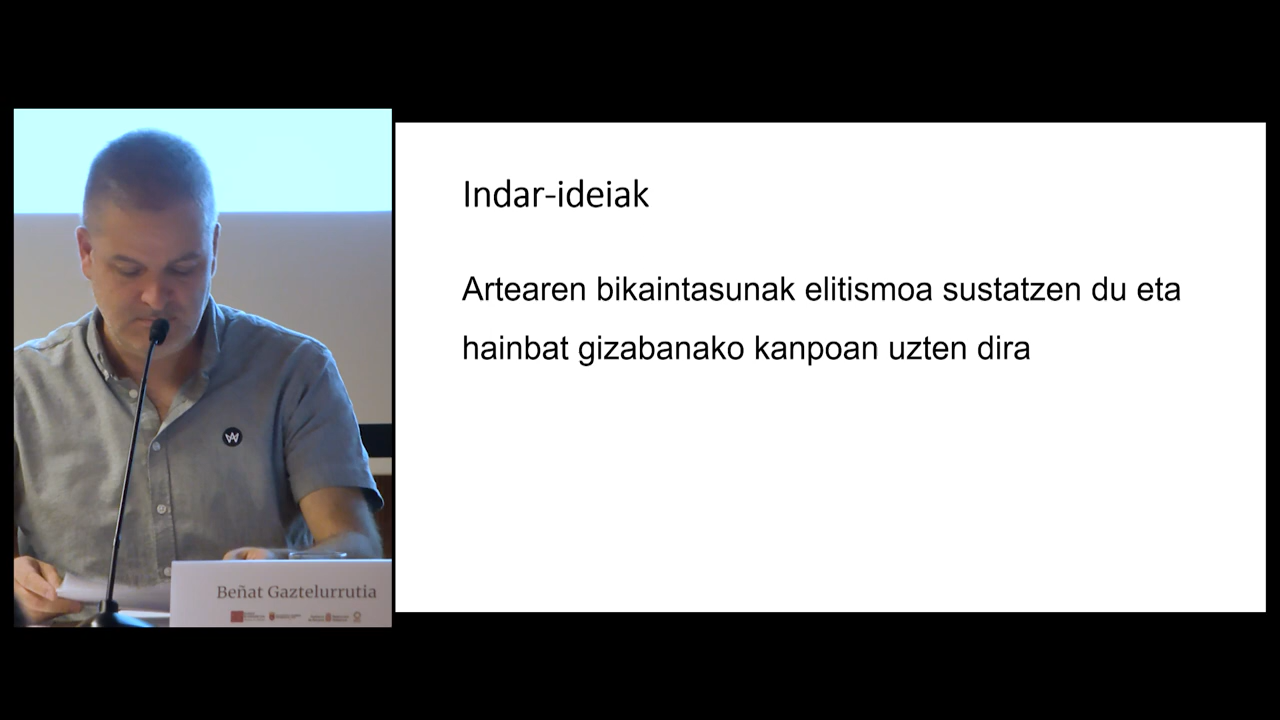 Indar-ideiak
Artearen bikaintasunak elitismoa sustatzen du eta
hainbat gizabanako kanpoan uzten dira
Beñat Gaztelurrutia